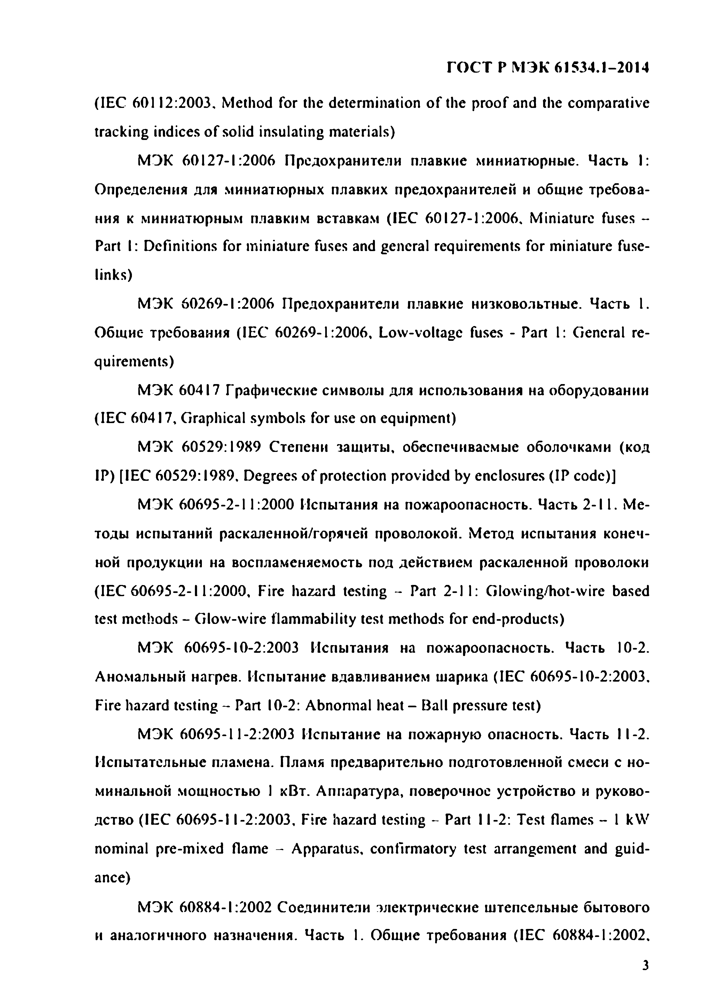 ГОСТ Р МЭК 61534.1–2014
(IEC 60112:2003, Method for the determination of the proof and the comparative
tracking indices of solid insulating materials)
МЭК 60127-1:2006 Предохранители плавкие миниатюрные. Часть 1:
Определения для миниатюрных плавких предохранителей и общие требова-
ния к миниатюрным плавким вставкам (IEC 60127-1:2006, Miniature fuses –
Part 1: Definitions for miniature fuses and general requirements for miniature fuse-
links)
МЭК 60269-1:2006 Предохранители плавкие низковольтные. Часть 1.
Общие требования (IEC 60269-1:2006, Low-voltage fuses - Part 1: General re-
quirements)
МЭК 60417 Графические символы для использования на оборудовании
(IEC 60417, Graphical symbols for use on equipment)
МЭК 60529:1989 Степени защиты, обеспечиваемые оболочками (код
IP) [IEC 60529:1989, Degrees of protection provided by enclosures (IP code)]
МЭК 60695-2-11:2000 Испытания на пожароопасность. Часть 2-11. Ме-
тоды испытаний раскаленной/горячей проволокой. Метод испытания конеч-
ной продукции на воспламеняемость под действием раскаленной проволоки
(IEC 60695-2-11:2000, Fire hazard testing – Part 2-11: Glowing/hot-wire based
test methods – Glow-wire flammability test methods for end-products)
МЭК 60695-10-2:2003 Испытания на пожароопасность. Часть 10-2.
Аномальный нагрев. Испытание вдавливанием шарика (IEC 60695-10-2:2003,
Fire hazard testing – Part 10-2: Abnormal heat – Ball pressure test)
МЭК 60695-11-2:2003 Испытание на пожарную опасность. Часть 11-2.
Испытательные пламена. Пламя предварительно подготовленной смеси с но-
минальной мощностью 1 кВт. Аппаратура, поверочное устройство и руково-
дство (IEC 60695-11-2:2003, Fire hazard testing – Part 11-2: Test flames – 1 kW
nominal pre-mixed flame – Apparatus, confirmatory test arrangement and guid-
ance)
МЭК 60884-1:2002 Соединители электрические штепсельные бытового
и аналогичного назначения. Часть 1. Общие требования (IEC 60884-1:2002,
3